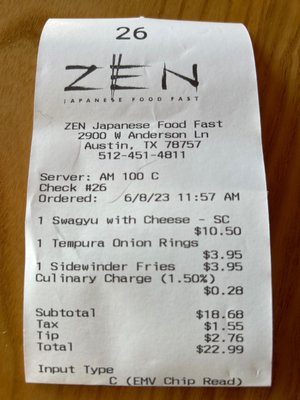 26
ZEN
JAPANESE FOOD FAST
ZEN Japanese Food Fast
2900 W Anderson Ln
Austin, TX 78757
512-451-4811
Server: AM 100 C
Check #26
Ordered: 6/8/23 11:57 AM
1 Swagyu with Cheese - SC
$10.50
1 Tempura Onion Rings
$3.95
1 Sidewinder Fries $3.95
Culinary Charge (1.50%)
$0.28
Subtotal $18.68
Tax $1.55
Tip $2.76
Total $22.99
Input Type
C (EMV Chip Read)